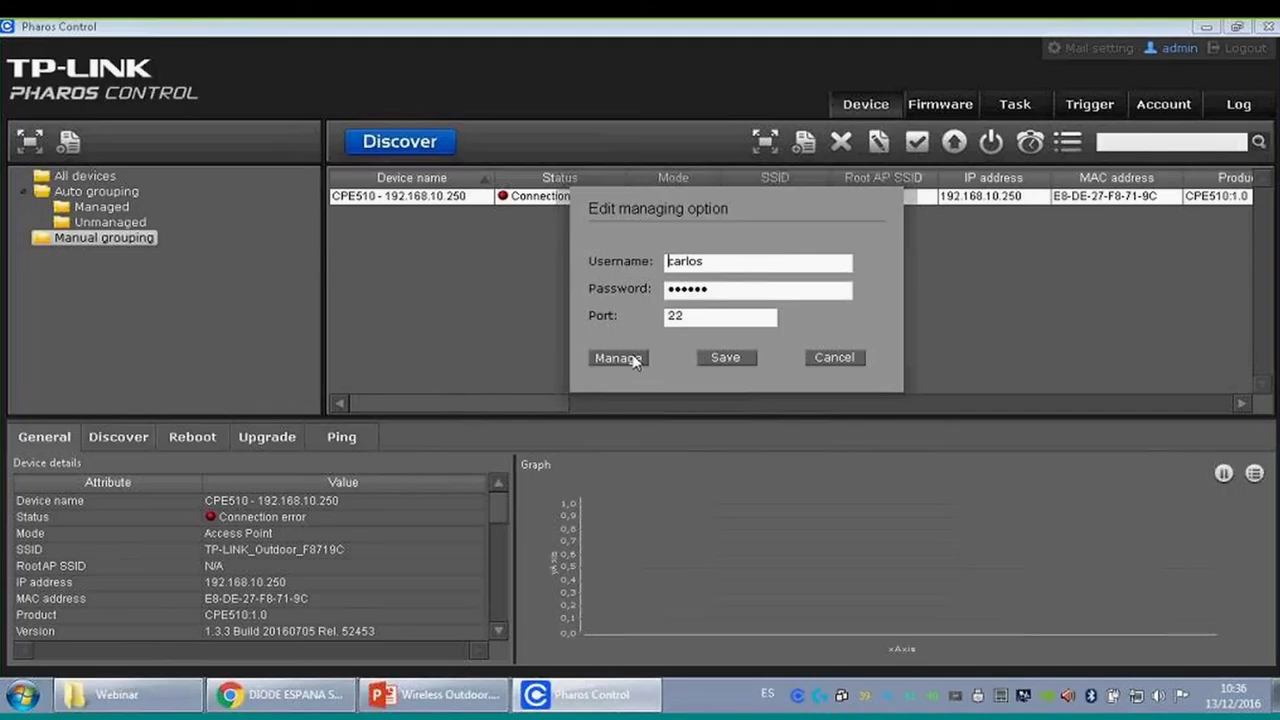 Pharos Control
Mail setting admin Logout
TP-LINK
PHAROS CONTROL
Device Firmware Task Trigger Account Log
Discover
All devices
Auto grouping
Managed
Unmanaged
Manual grouping
Device name Status Mode SSID Root AP SSID IP address MAC address Produ
CPE510 - 192.168.10.250 Connection 192.168.10.250 E8-DE-27-F8-71-9C CPE510:1.0
Edit managing option
Username: carlos
Password: ••••••
Port: 22
Manage Save Cancel
General Discover Reboot Upgrade Ping
Device details
Attribute Value
Device name CPE510 - 192.168.10.250
Status Connection error
Mode Access Point
SSID TP-LINK_Outdoor_F8719C
RootAP SSID N/A
IP address 192.168.10.250
MAC address E8-DE-27-F8-71-9C
Product CPE510:1.0
Version 1.3.3 Build 20160705 Rel. 52453
Graph
1,0
0,9
0,8
0,7
0,6
0,5
0,4
0,3
0,2
0,1
0,0
yAxis
xAxis
Webinar DIODE ESPANA S... Wireless Outdoor... Pharos Control ES 39 10:36
13/12/2016